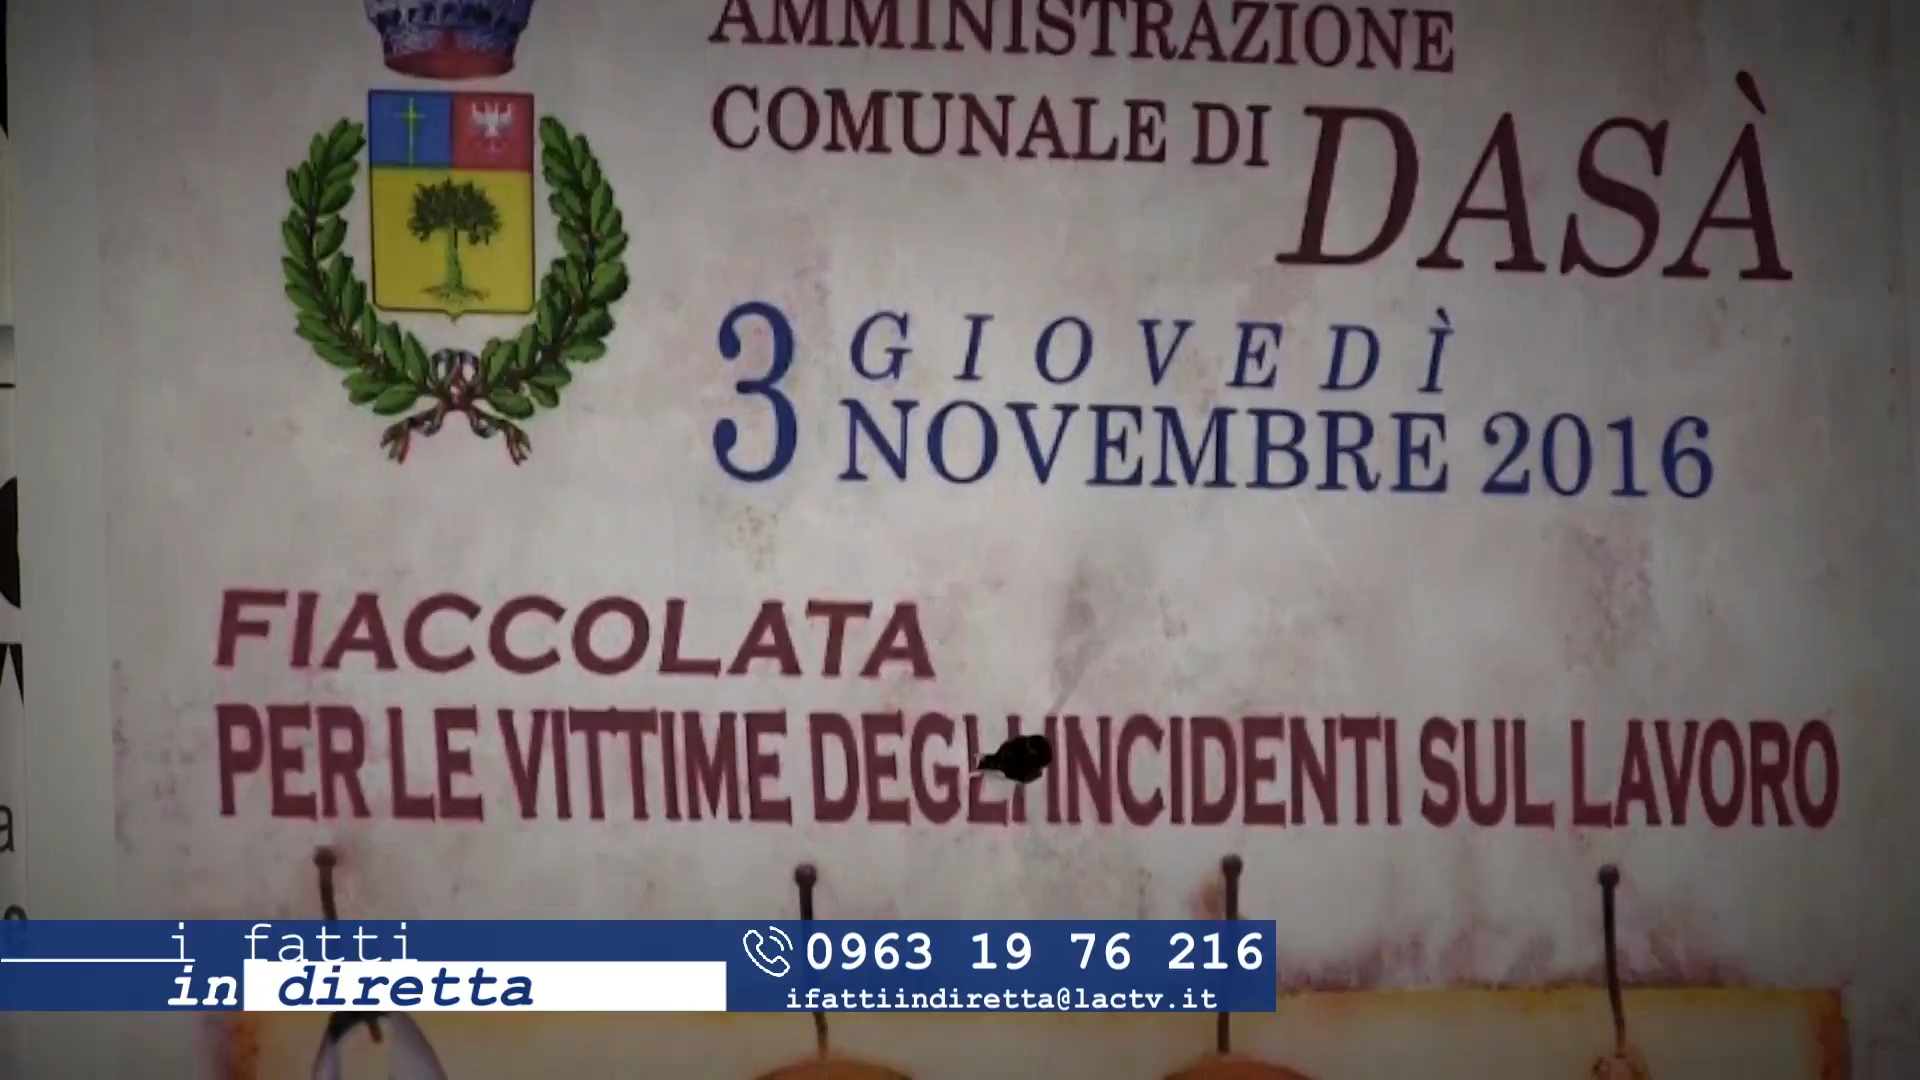 AMMINISTRAZIONE
COMUNALE DI DASÀ
3 GIOVEDÌ
NOVEMBRE 2016
FIACCOLATA
PER LE VITTIME DEGLI INCIDENTI SUL LAVORO
i fatti
in diretta
0963 19 76 216
ifattiindiretta@lactv.it